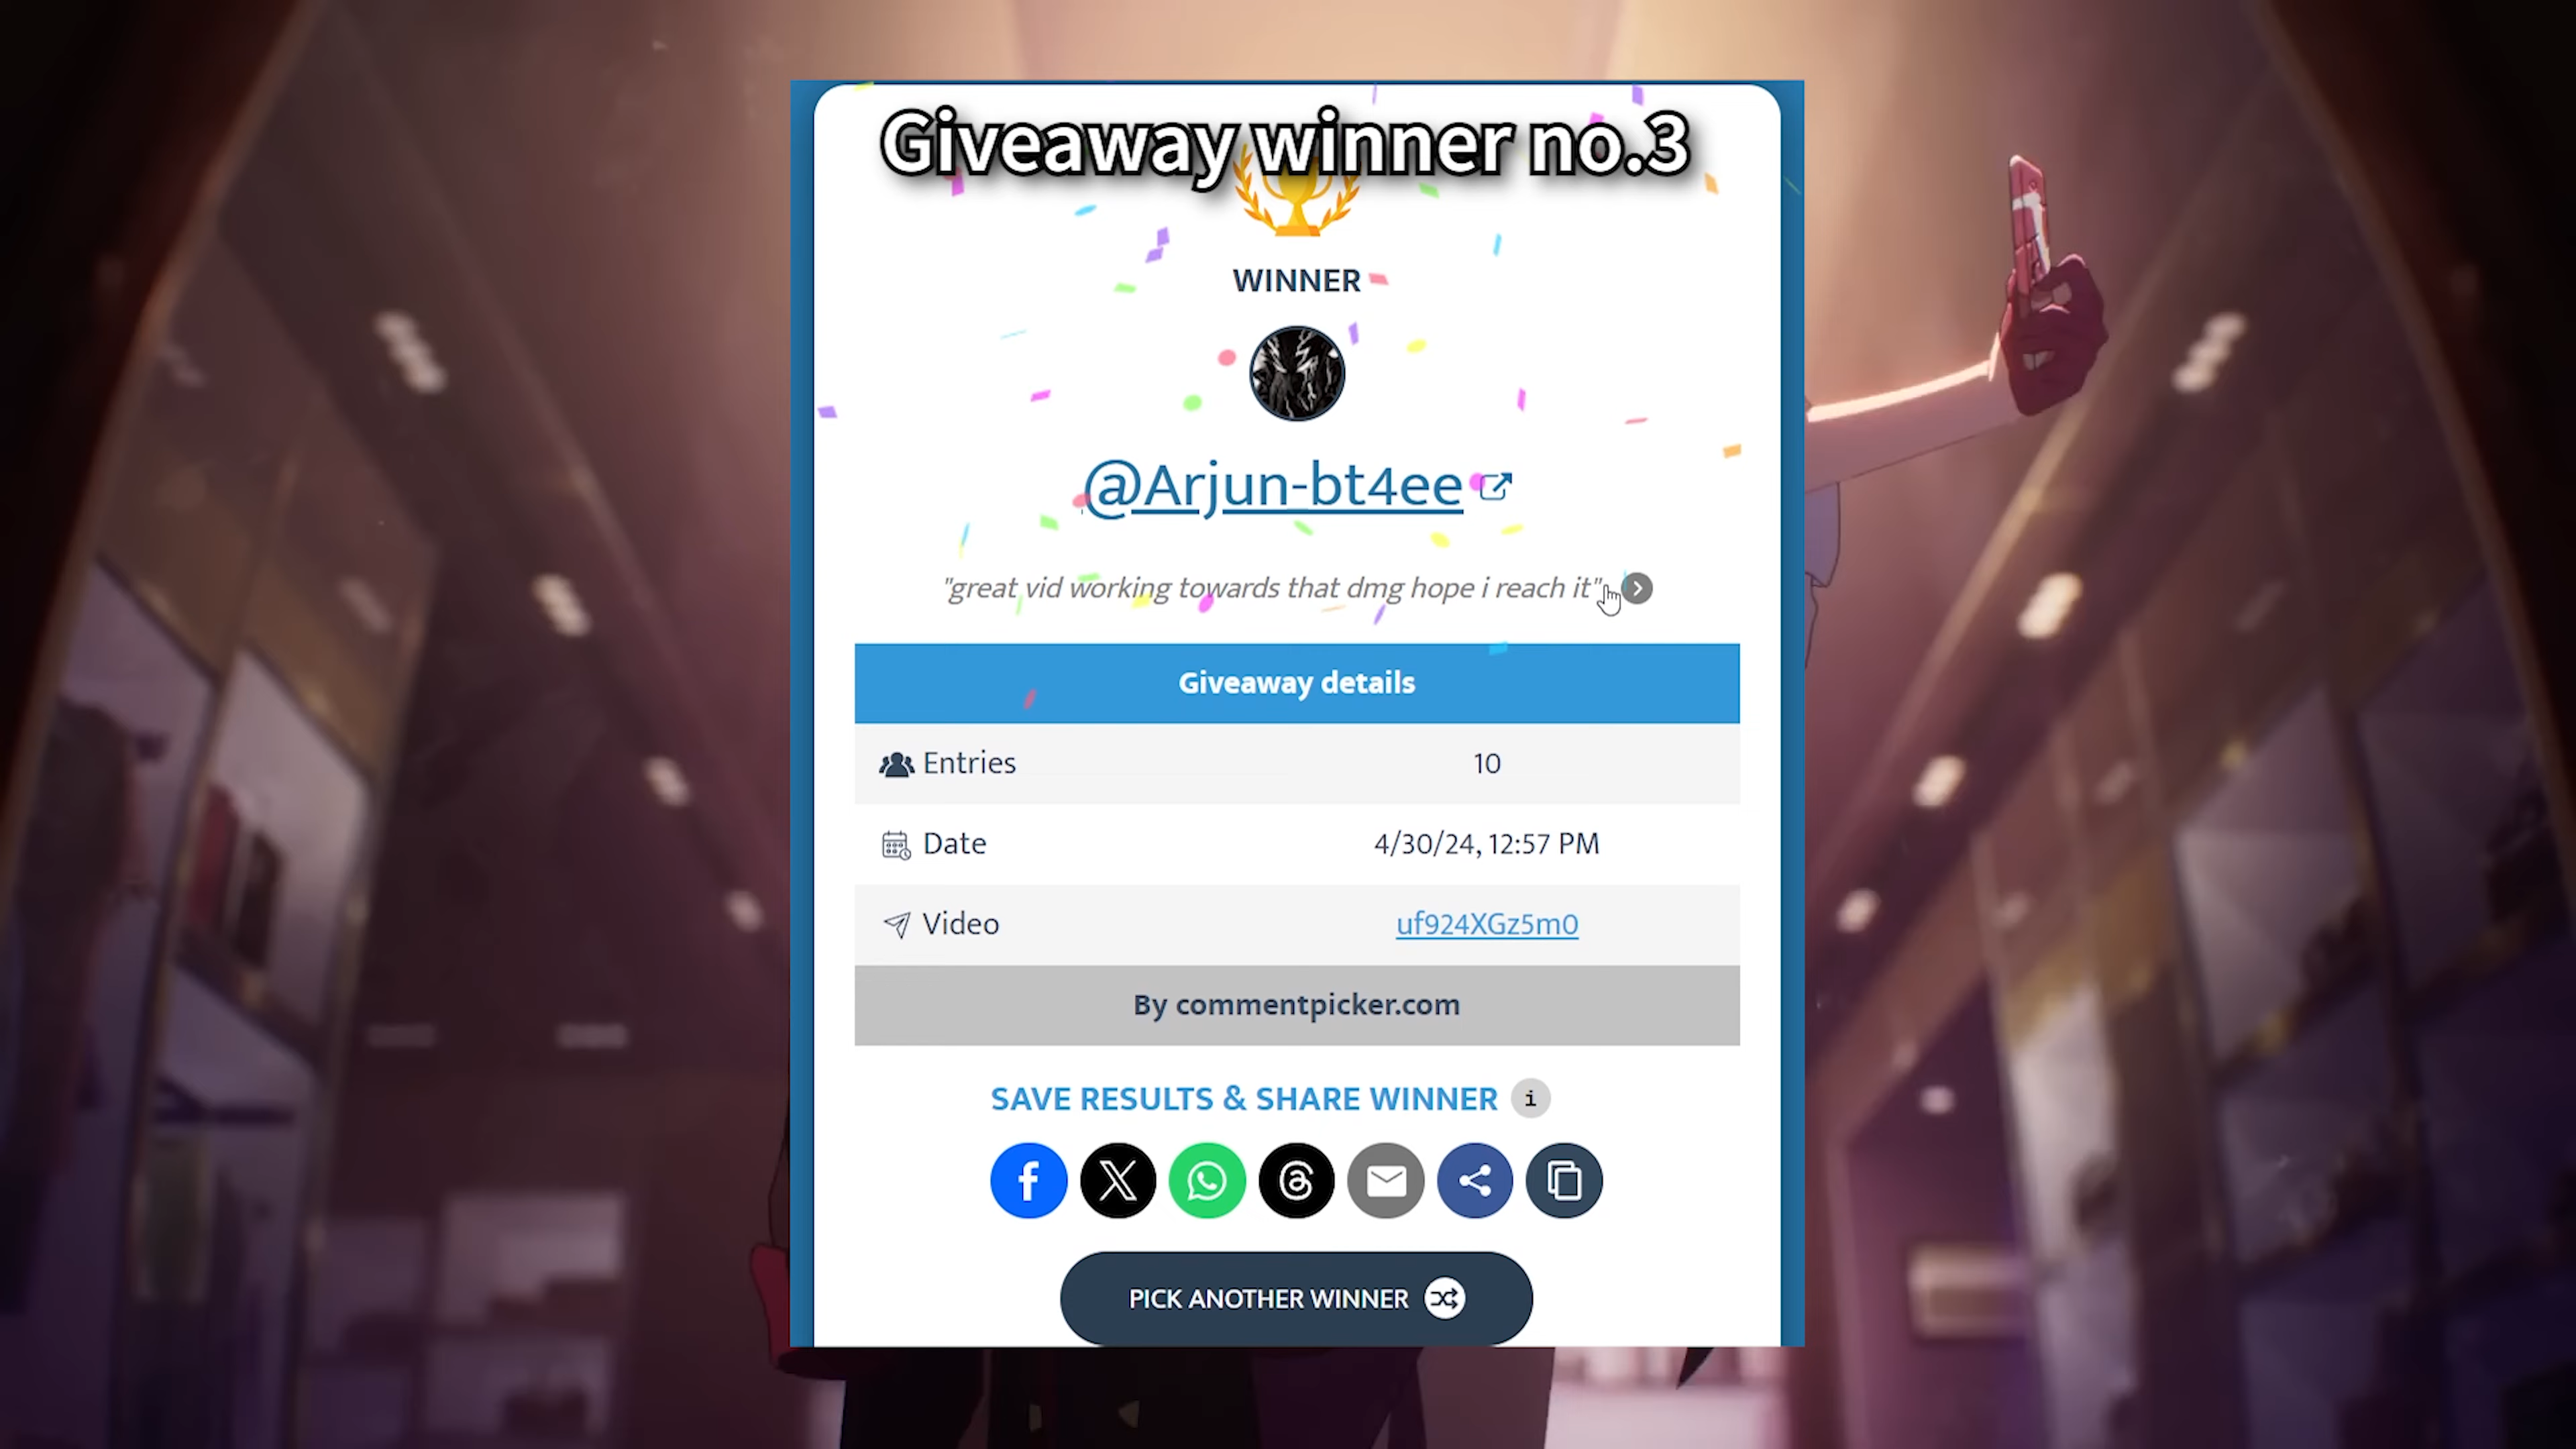 Giveaway winner no.3
WINNER
@Arjun-bt4ee
"great vid working towards that dmg hope i reach it"
Giveaway details
Entries 10
Date 4/30/24, 12:57 PM
Video uf924XGz5m0
By commentpicker.com
SAVE RESULTS & SHARE WINNER i
PICK ANOTHER WINNER